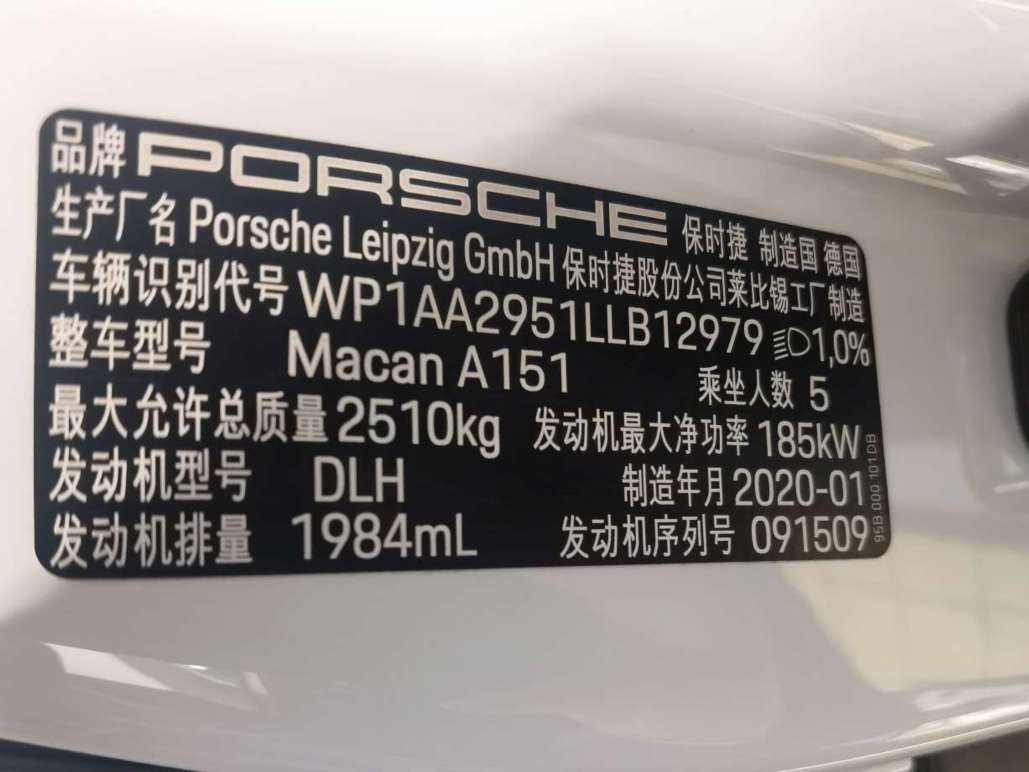 品牌 PORSCHE 保时捷 制造国 德国
生产厂名 Porsche Leipzig GmbH 保时捷股份公司莱比锡工厂制造
车辆识别代号 WP1AA2951LLB12979 1,0%
整车型号 Macan A151 乘坐人数 5
最大允许总质量 2510kg 发动机最大净功率 185kW
发动机型号 DLH 制造年月 2020-01
发动机排量 1984mL 发动机序列号 091509
95B 000 101 DB